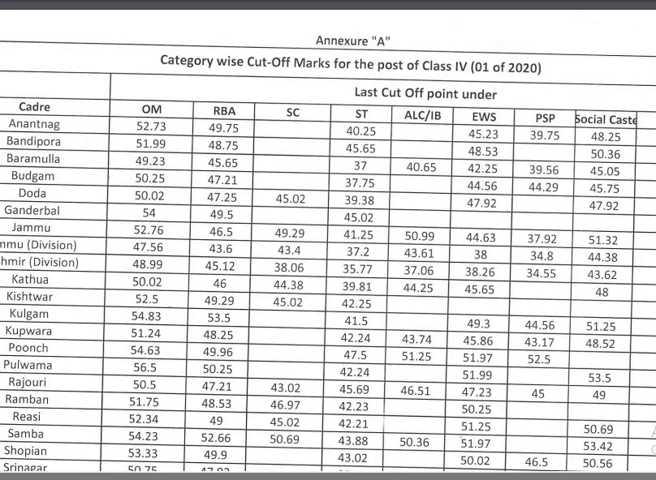 Annexure "A"
Category wise Cut-Off Marks for the post of Class IV (01 of 2020)
Last Cut Off point under
Cadre OM RBA SC ST ALC/IB EWS PSP Social Caste
Anantnag 52.73 49.75 40.25 45.23 39.75 48.25
Bandipora 51.99 48.75 45.65 48.53 50.36
Baramulla 49.23 45.65 37 40.65 42.25 39.56 45.05
Budgam 50.25 47.21 37.75 44.56 44.29 45.75
Doda 50.02 47.25 45.02 39.38 47.92 47.92
Ganderbal 54 49.5 45.02
Jammu 52.76 46.5 49.29 41.25 50.99 44.63 37.92 51.32
mmu (Division) 47.56 43.6 43.4 37.2 43.61 38 34.8 44.38
hmir (Division) 48.99 45.12 38.06 35.77 37.06 38.26 34.55 43.62
Kathua 50.02 46 44.38 39.81 44.25 45.65 48
Kishtwar 52.5 49.29 45.02 42.25
Kulgam 54.83 53.5 41.5 49.3 44.56 51.25
Kupwara 51.24 48.25 42.24 43.74 45.86 43.17 48.52
Poonch 54.63 49.96 47.5 51.25 51.97 52.5
Pulwama 56.5 50.25 42.24 51.99 53.5
Rajouri 50.5 47.21 43.02 45.69 46.51 47.23 45 49
Ramban 51.75 48.53 46.97 42.23 50.25
Reasi 52.34 49 45.02 42.21 51.25 50.69
Samba 54.23 52.66 50.69 43.88 50.36 51.97 53.42
Shopian 53.33 49.9 43.02 50.02 46.5 50.56
Srinagar 50.75